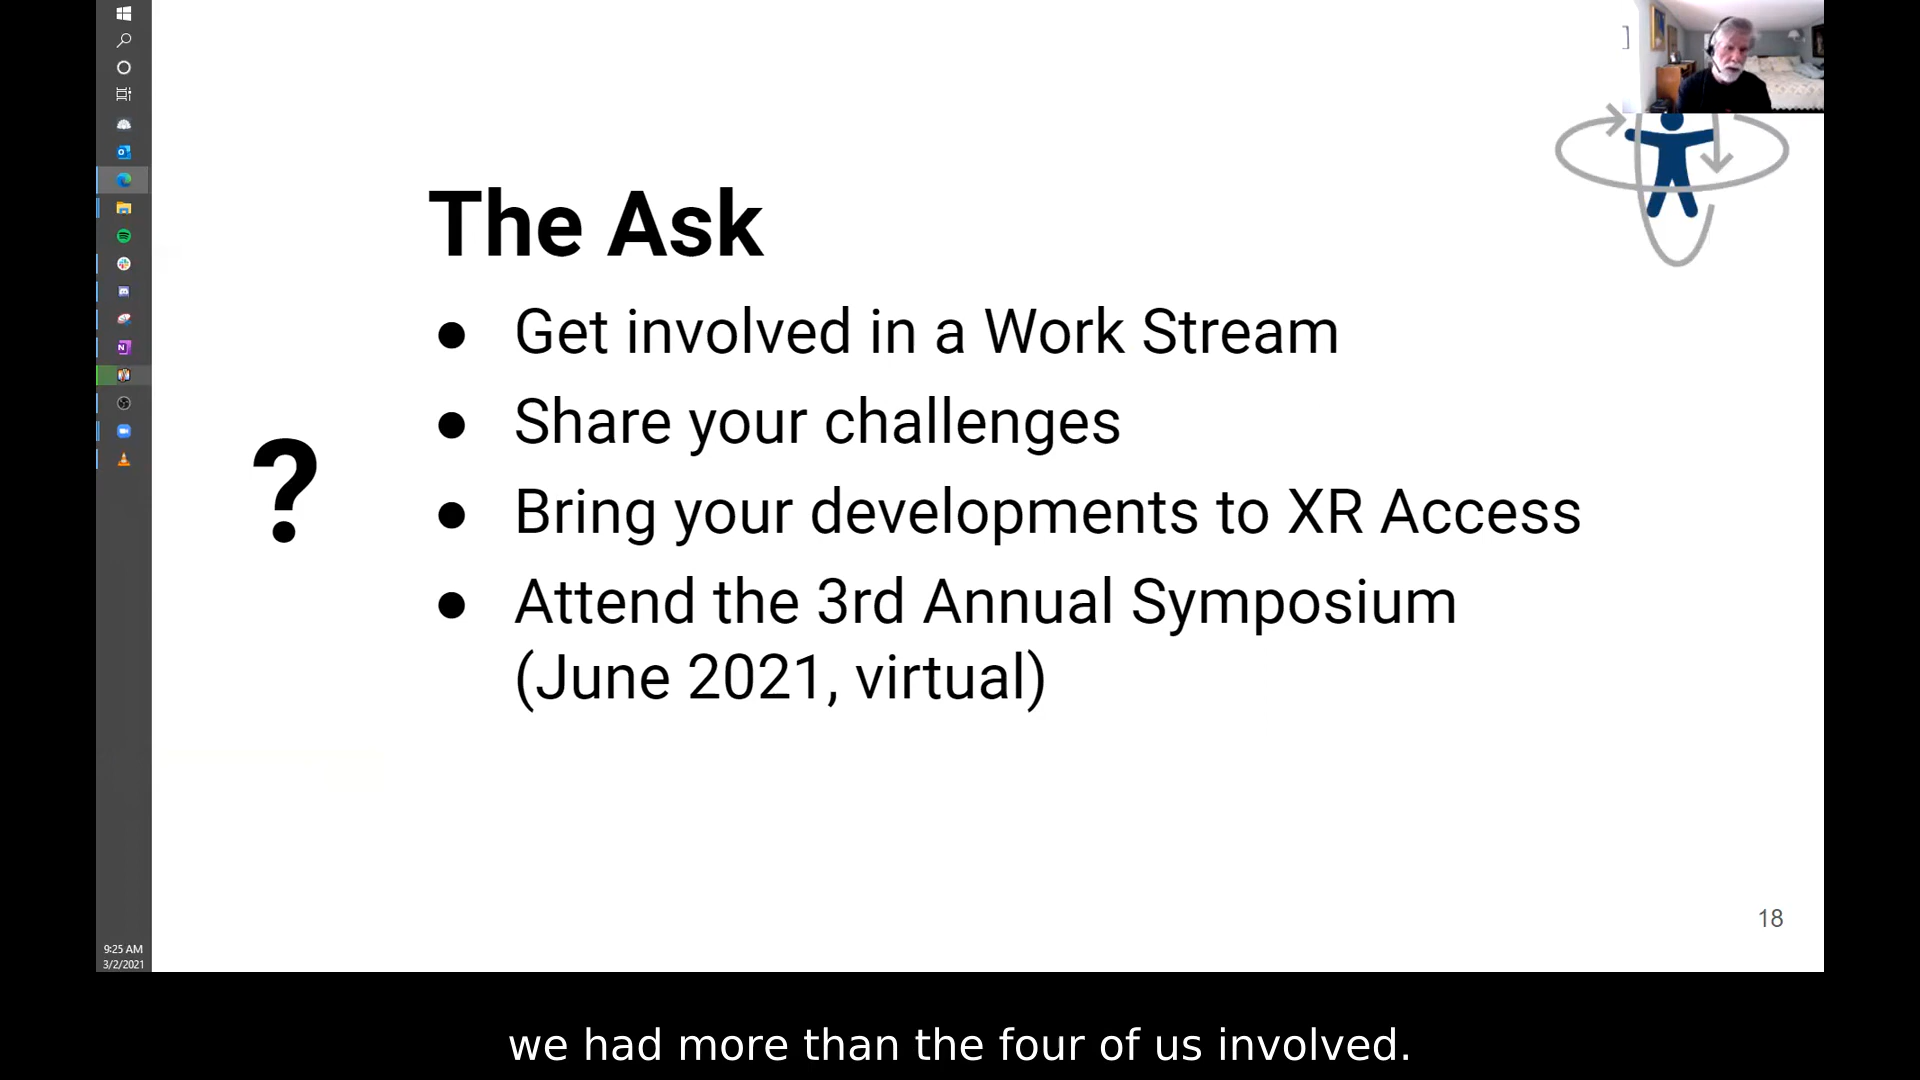 The Ask
● Get involved in a Work Stream
● Share your challenges
?
● Bring your developments to XR Access
● Attend the 3rd Annual Symposium
(June 2021, virtual)
18
9:25 AM
3/2/2021
we had more than the four of us involved.